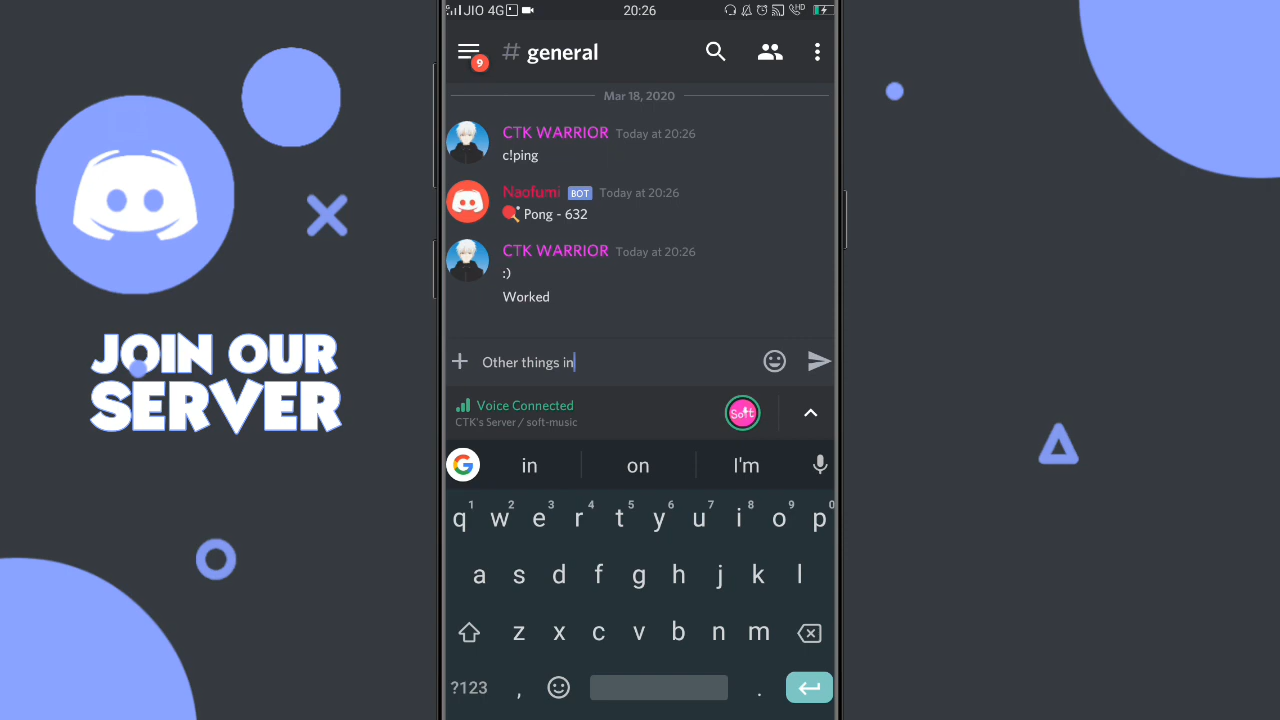 JIO 4G
20:26
HD
9
# general
Mar 18, 2020
CTK WARRIOR Today at 20:26
c!ping
Naofumi BOT Today at 20:26
Pong - 632
CTK WARRIOR Today at 20:26
:)
Worked
JOIN OUR
SERVER
Other things in
Voice Connected
CTK's Server / soft-music
Soft
G in on I'm
1 2 3 4 5 6 7 8 9 0
q w e r t y u i o p
a s d f g h j k l
z x c v b n m
?123 , .